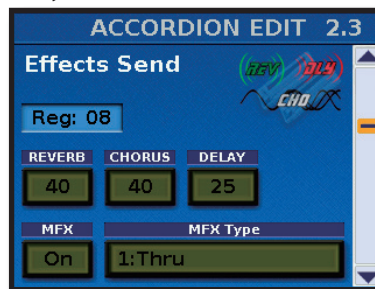 ACCORDION EDIT 2.3
Effects Send
REV DLY
CHO
Reg: 08
REVERB CHORUS DELAY
40 40 25
MFX MFX Type
On 1:Thru